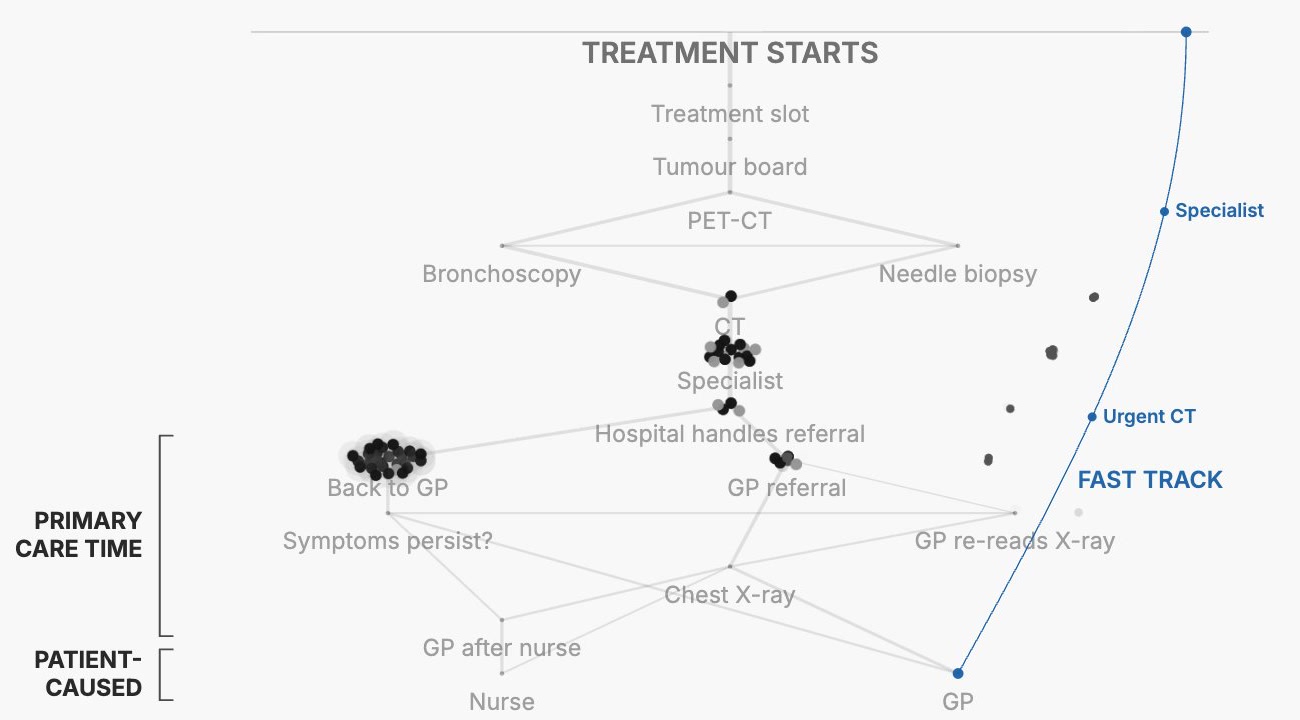 TREATMENT STARTS
Treatment slot
Tumour board
PET-CT
Specialist
Bronchoscopy
Needle biopsy
CT
Specialist
Urgent CT
Hospital handles referral
FAST TRACK
Back to GP
GP referral
PRIMARY
CARE TIME
Symptoms persist?
GP re-reads X-ray
Chest X-ray
GP after nurse
PATIENT-
CAUSED
Nurse
GP